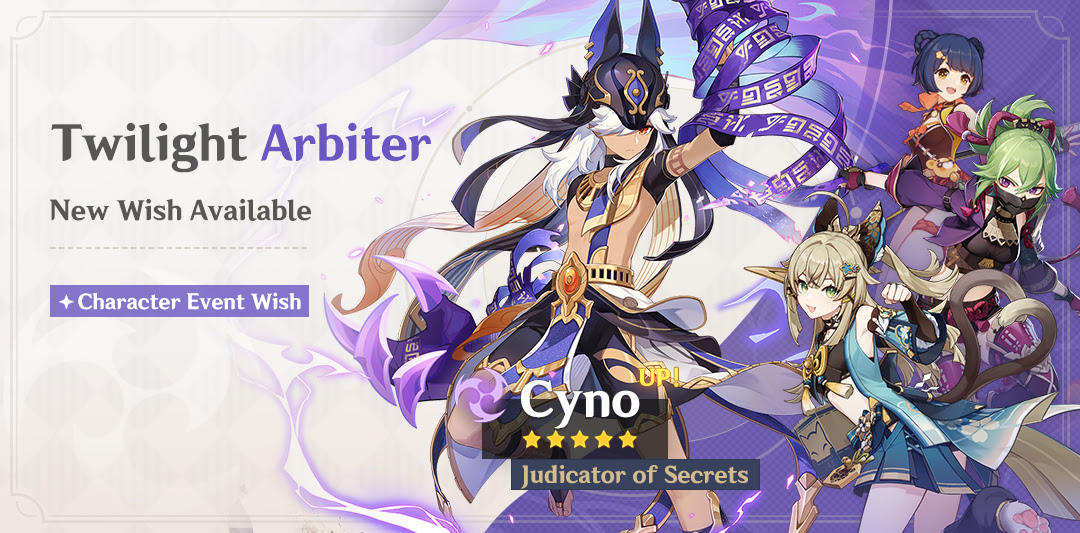 Twilight Arbiter
New Wish Available
Character Event Wish
UP!
Cyno
Judicator of Secrets